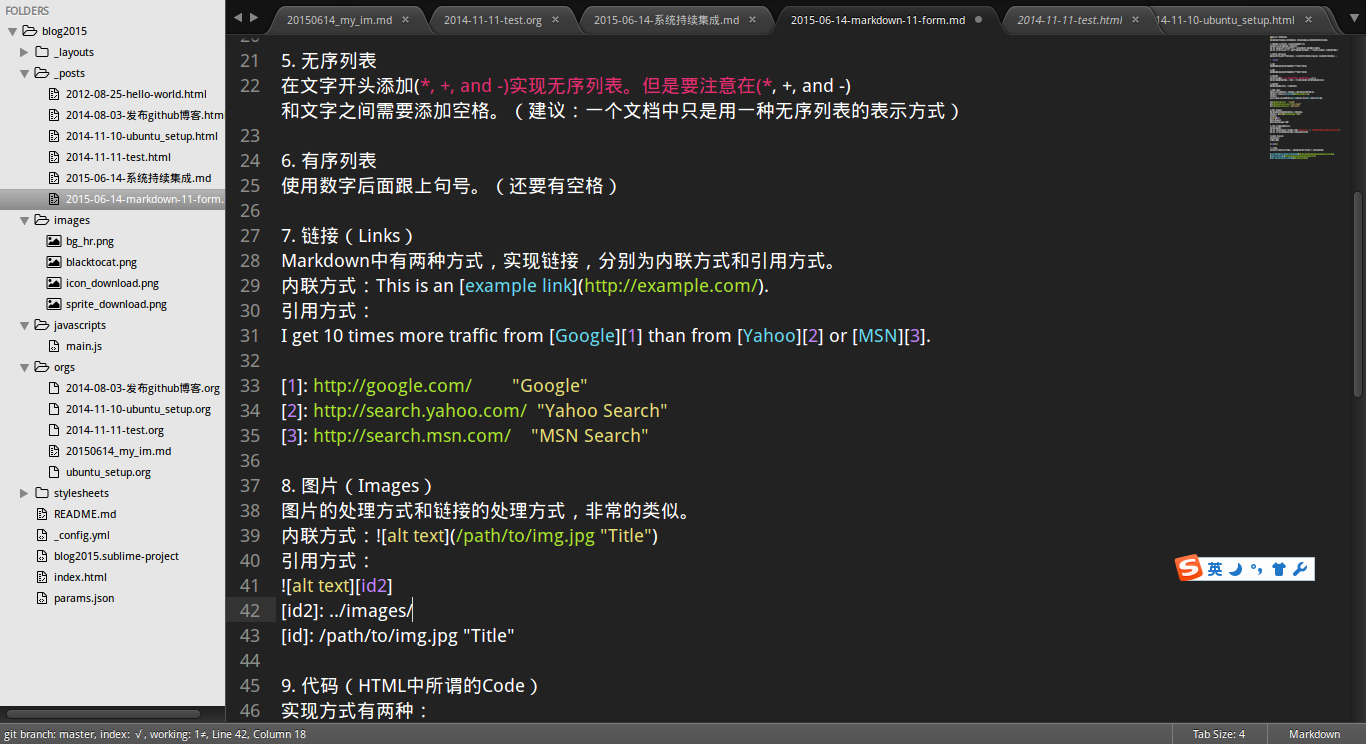 FOLDERS
blog2015
_layouts
_posts
2012-08-25-hello-world.html
2014-08-03-发布github博客.html
2014-11-10-ubuntu_setup.html
2014-11-11-test.html
2015-06-14-系统持续集成.md
2015-06-14-markdown-11-form.
images
bg_hr.png
blacktocat.png
icon_download.png
sprite_download.png
javascripts
main.js
orgs
2014-08-03-发布github博客.org
2014-11-10-ubuntu_setup.org
2014-11-11-test.org
20150614_my_im.md
ubuntu_setup.org
stylesheets
README.md
_config.yml
blog2015.sublime-project
index.html
params.json
20150614_my_im.md × 2014-11-11-test.org × 2015-06-14-系统持续集成.md × 2015-06-14-markdown-11-form.md 2014-11-11-test.html × 14-11-10-ubuntu_setup.html ×
20
21 5. 无序列表
22 在文字开头添加(*, +, and -)实现无序列表。但是要注意在(*, +, and -)
和文字之间需要添加空格。（建议：一个文档中只是用一种无序列表的表示方式）
23
24 6. 有序列表
25 使用数字后面跟上句号。（还要有空格）
26
27 7. 链接（Links）
28 Markdown中有两种方式，实现链接，分别为内联方式和引用方式。
29 内联方式：This is an [example link](http://example.com/).
30 引用方式：
31 I get 10 times more traffic from [Google][1] than from [Yahoo][2] or [MSN][3].
32
33 [1]: http://google.com/ "Google"
34 [2]: http://search.yahoo.com/ "Yahoo Search"
35 [3]: http://search.msn.com/ "MSN Search"
36
37 8. 图片（Images）
38 图片的处理方式和链接的处理方式，非常的类似。
39 内联方式：![alt text](/path/to/img.jpg "Title")
40 引用方式：
41 ![alt text][id2]
42 [id2]: ../images/
43 [id]: /path/to/img.jpg "Title"
44
45 9. 代码（HTML中所谓的Code）
46 实现方式有两种：
S 英
git branch: master, index: √, working: 1≠, Line 42, Column 18 Tab Size: 4 Markdown